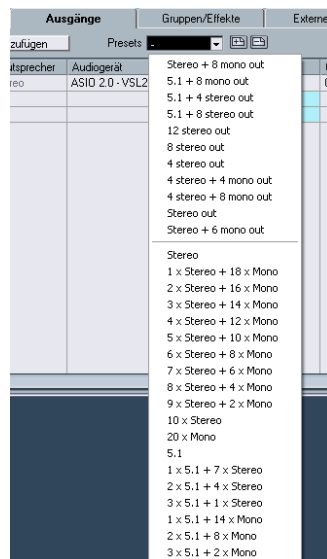 Ausgänge Gruppen/Effekte Externe
zufügen Presets -
utsprecher Audiogerät
reo ASIO 2.0 - VSL2
Stereo + 8 mono out
5.1 + 8 mono out
5.1 + 4 stereo out
5.1 + 8 stereo out
12 stereo out
8 stereo out
4 stereo out
4 stereo + 4 mono out
4 stereo + 8 mono out
Stereo out
Stereo + 6 mono out
Stereo
1 x Stereo + 18 x Mono
2 x Stereo + 16 x Mono
3 x Stereo + 14 x Mono
4 x Stereo + 12 x Mono
5 x Stereo + 10 x Mono
6 x Stereo + 8 x Mono
7 x Stereo + 6 x Mono
8 x Stereo + 4 x Mono
9 x Stereo + 2 x Mono
10 x Stereo
20 x Mono
5.1
1 x 5.1 + 7 x Stereo
2 x 5.1 + 4 x Stereo
3 x 5.1 + 1 x Stereo
1 x 5.1 + 14 x Mono
2 x 5.1 + 8 x Mono
3 x 5.1 + 2 x Mono